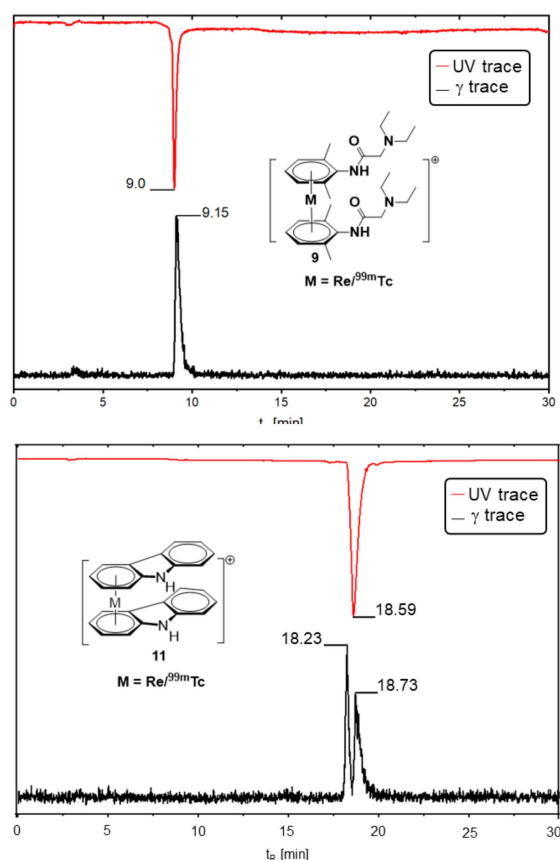 UV trace
γ trace
9.0
9.15
O
N
NH
M
O
N
NH
⊕
9
M = Re/⁹⁹ᵐTc
0 5 10 15 20 25 30
t [min]
UV trace
γ trace
⊕
N
H
M
N
H
11
M = Re/⁹⁹ᵐTc
18.59
18.23
18.73
0 5 10 15 20 25 30
tR [min]